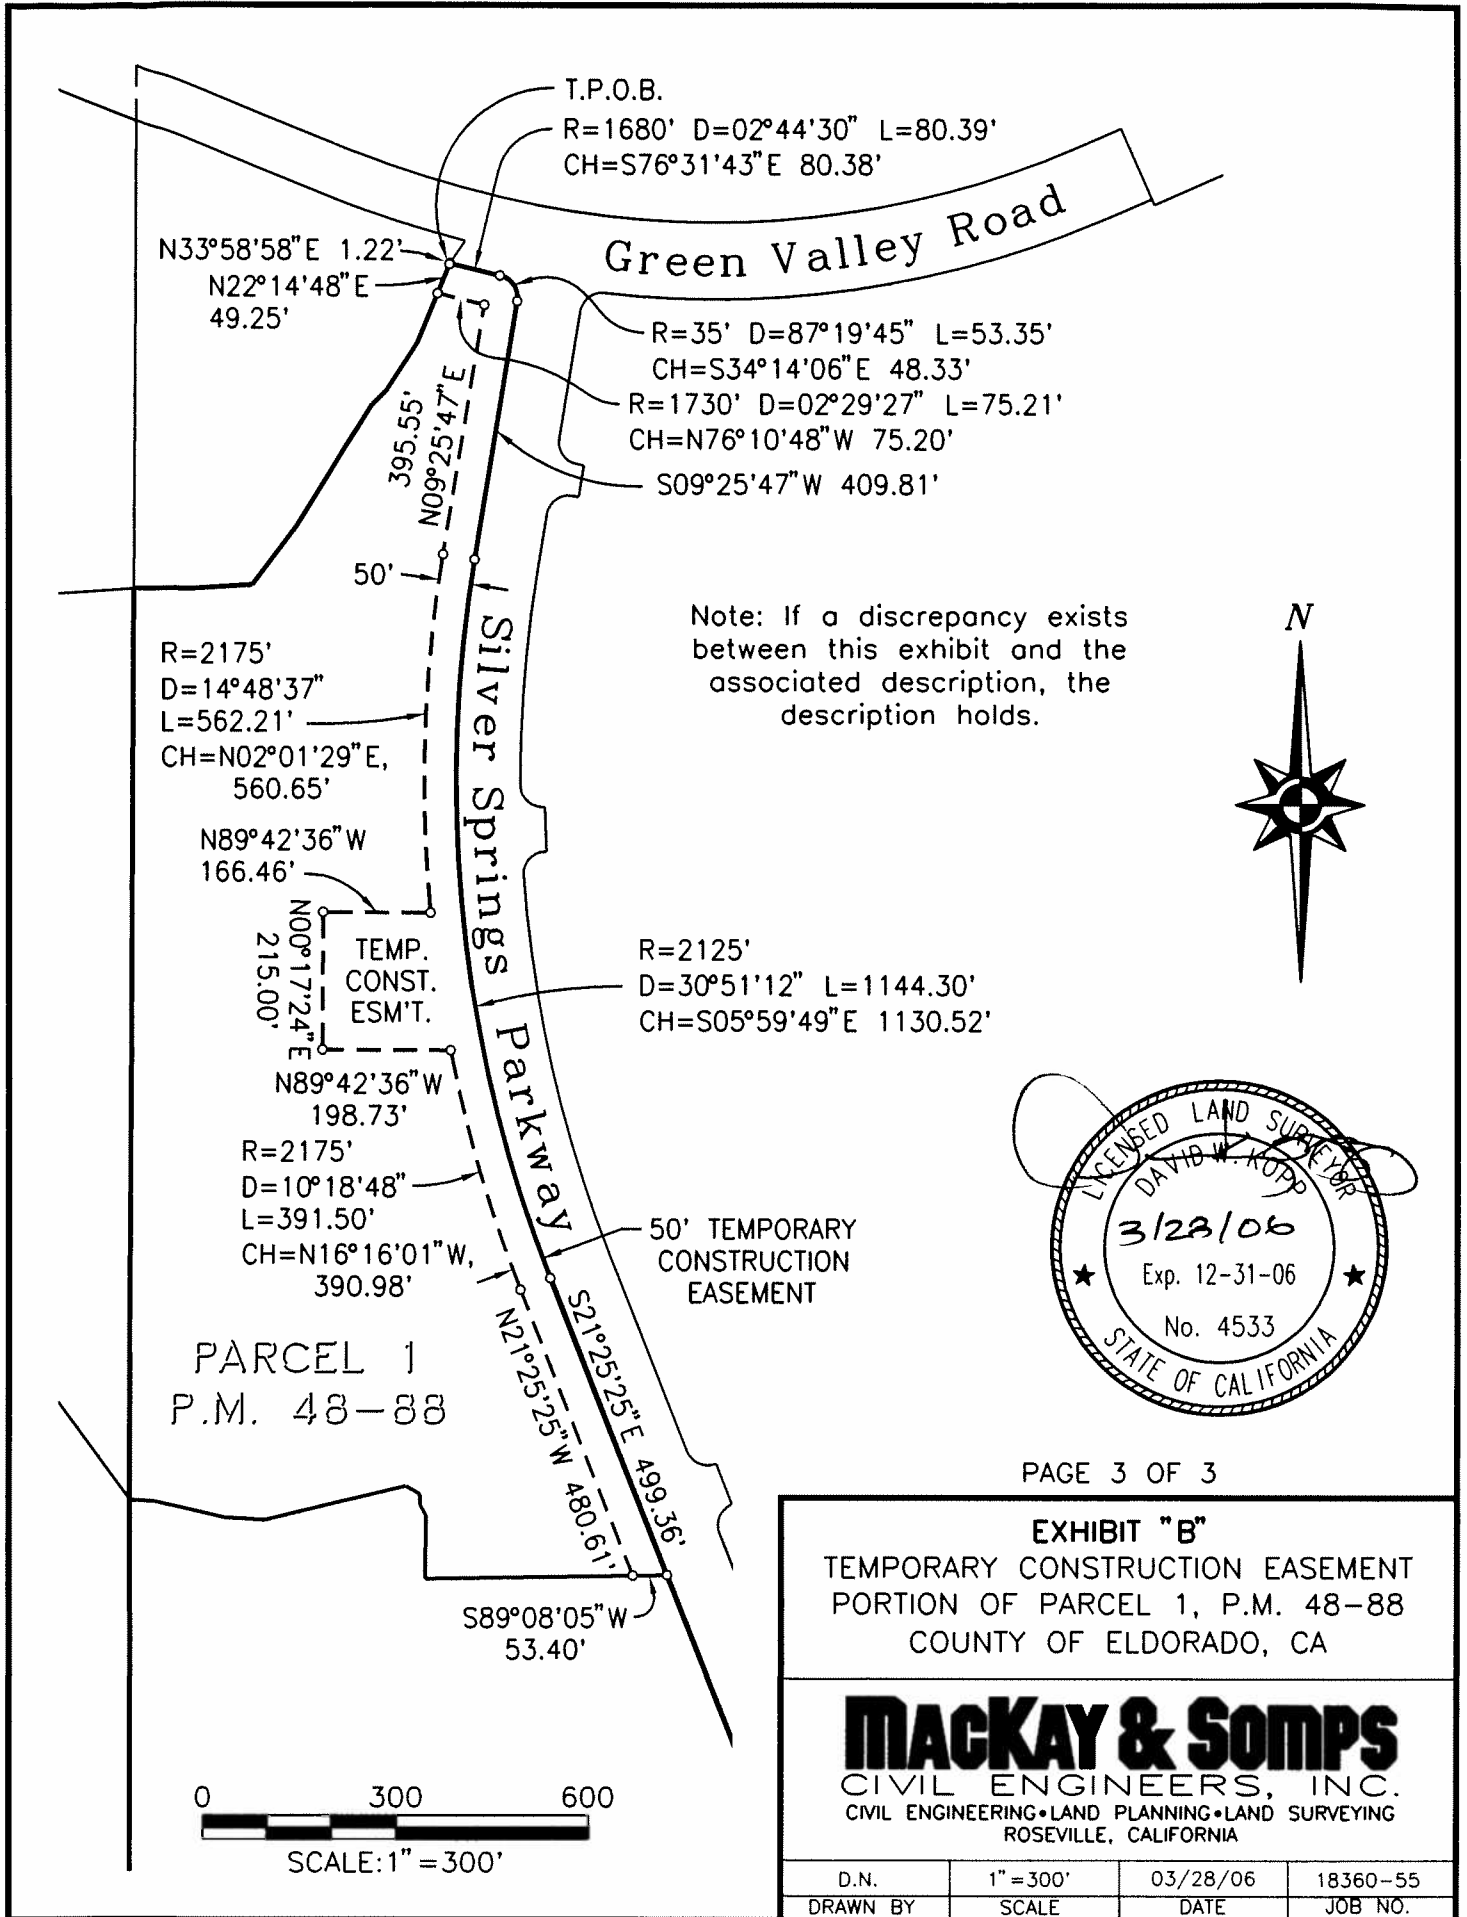 T.P.O.B.
R=1680' D=02°44'30" L=80.39'
CH=S76°31'43"E 80.38'
N33°58'58"E 1.22'
N22°14'48"E
49.25'
Green Valley Road
R=35' D=87°19'45" L=53.35'
CH=S34°14'06"E 48.33'
R=1730' D=02°29'27" L=75.21'
CH=N76°10'48"W 75.20'
S09°25'47"W 409.81'
N09°25'47"E
395.55'
50'
Note: If a discrepancy exists
between this exhibit and the
associated description, the
description holds.
N
R=2175'
D=14°48'37"
L=562.21'
CH=N02°01'29"E,
560.65'
Silver Springs Parkway
N89°42'36"W
166.46'
N00°17'24"E
215.00'
TEMP.
CONST.
ESM'T.
R=2125'
D=30°51'12" L=1144.30'
CH=S05°59'49"E 1130.52'
N89°42'36"W
198.73'
R=2175'
D=10°18'48"
L=391.50'
CH=N16°16'01"W,
390.98'
50' TEMPORARY
CONSTRUCTION
EASEMENT
LICENSED LAND SURVEYOR
DAVID W. KOPP
3/28/06
Exp. 12-31-06
No. 4533
STATE OF CALIFORNIA
PARCEL 1
P.M. 48-88
N21°25'25"W 480.61'
S21°25'25"E 499.36'
S89°08'05"W
53.40'
PAGE 3 OF 3
EXHIBIT "B"
TEMPORARY CONSTRUCTION EASEMENT
PORTION OF PARCEL 1, P.M. 48-88
COUNTY OF ELDORADO, CA
MACKAY & SOMPS
CIVIL ENGINEERS, INC.
CIVIL ENGINEERING•LAND PLANNING•LAND SURVEYING
ROSEVILLE, CALIFORNIA
0 300 600
SCALE: 1"=300'
D.N. 1"=300' 03/28/06 18360-55
DRAWN BY SCALE DATE JOB NO.